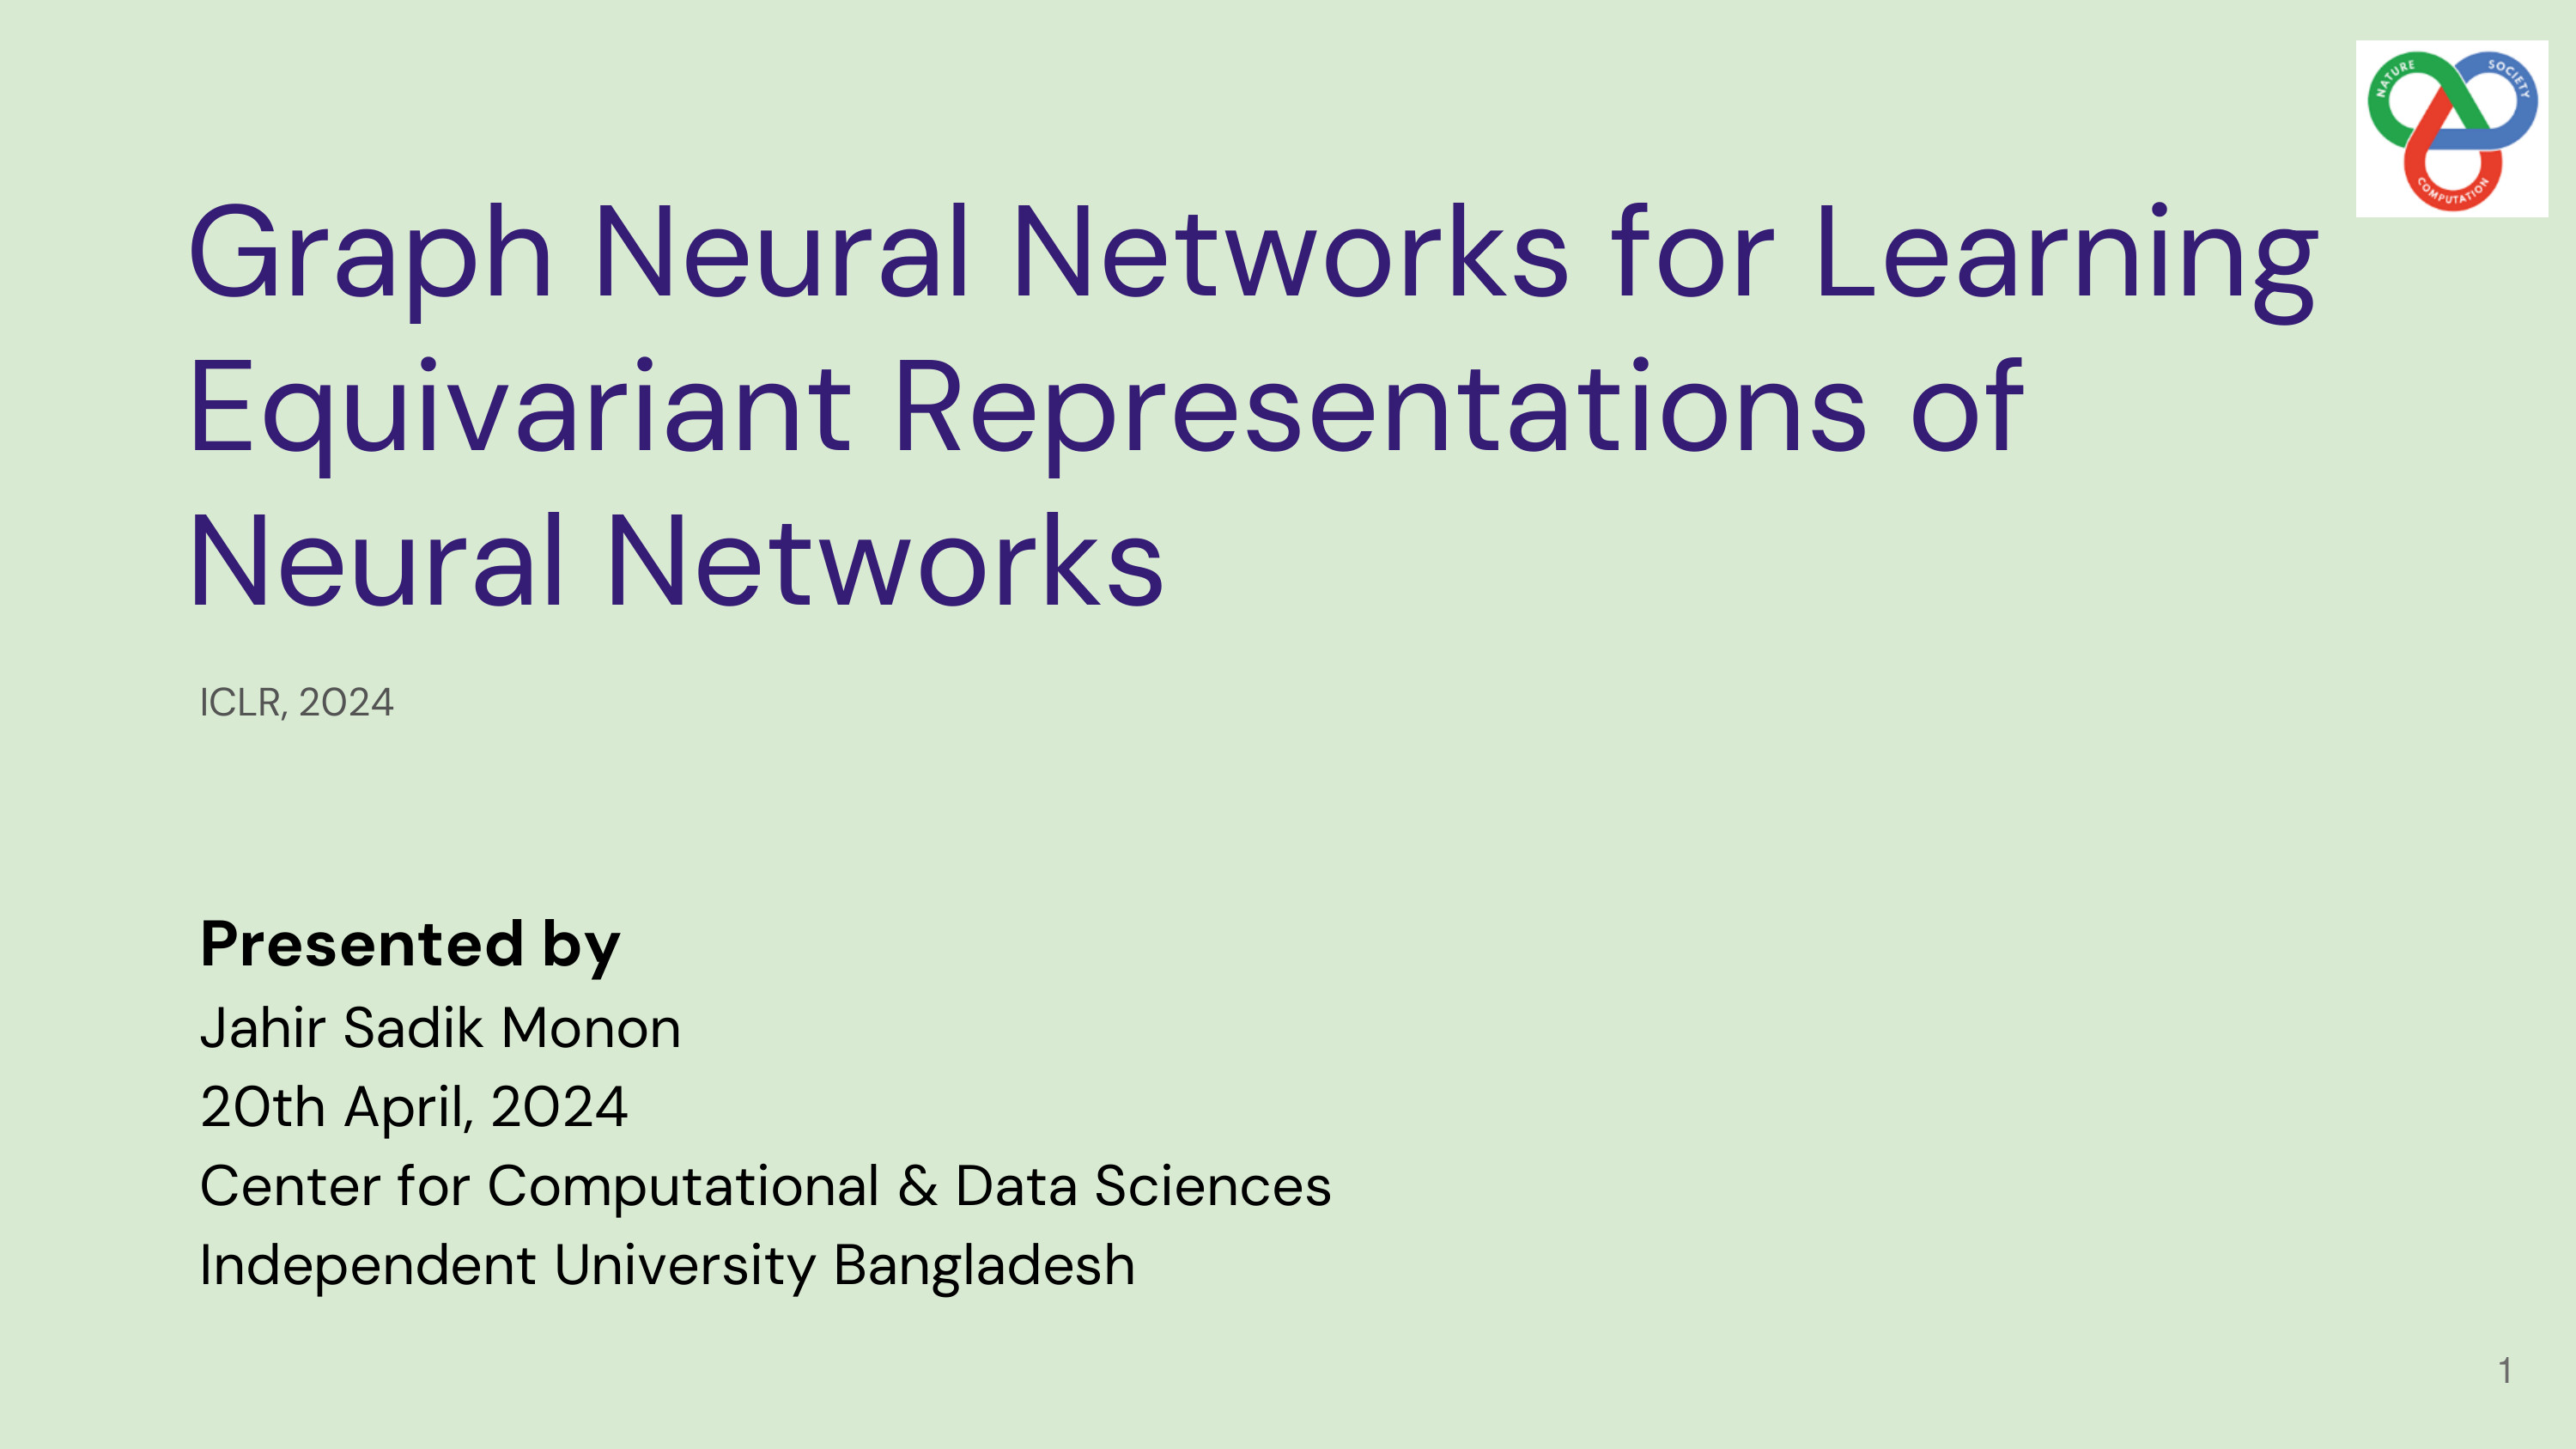 NATURE
SOCIETY
COMPUTATION
Graph Neural Networks for Learning
Equivariant Representations of
Neural Networks
ICLR, 2024
Presented by
Jahir Sadik Monon
20th April, 2024
Center for Computational & Data Sciences
Independent University Bangladesh
1